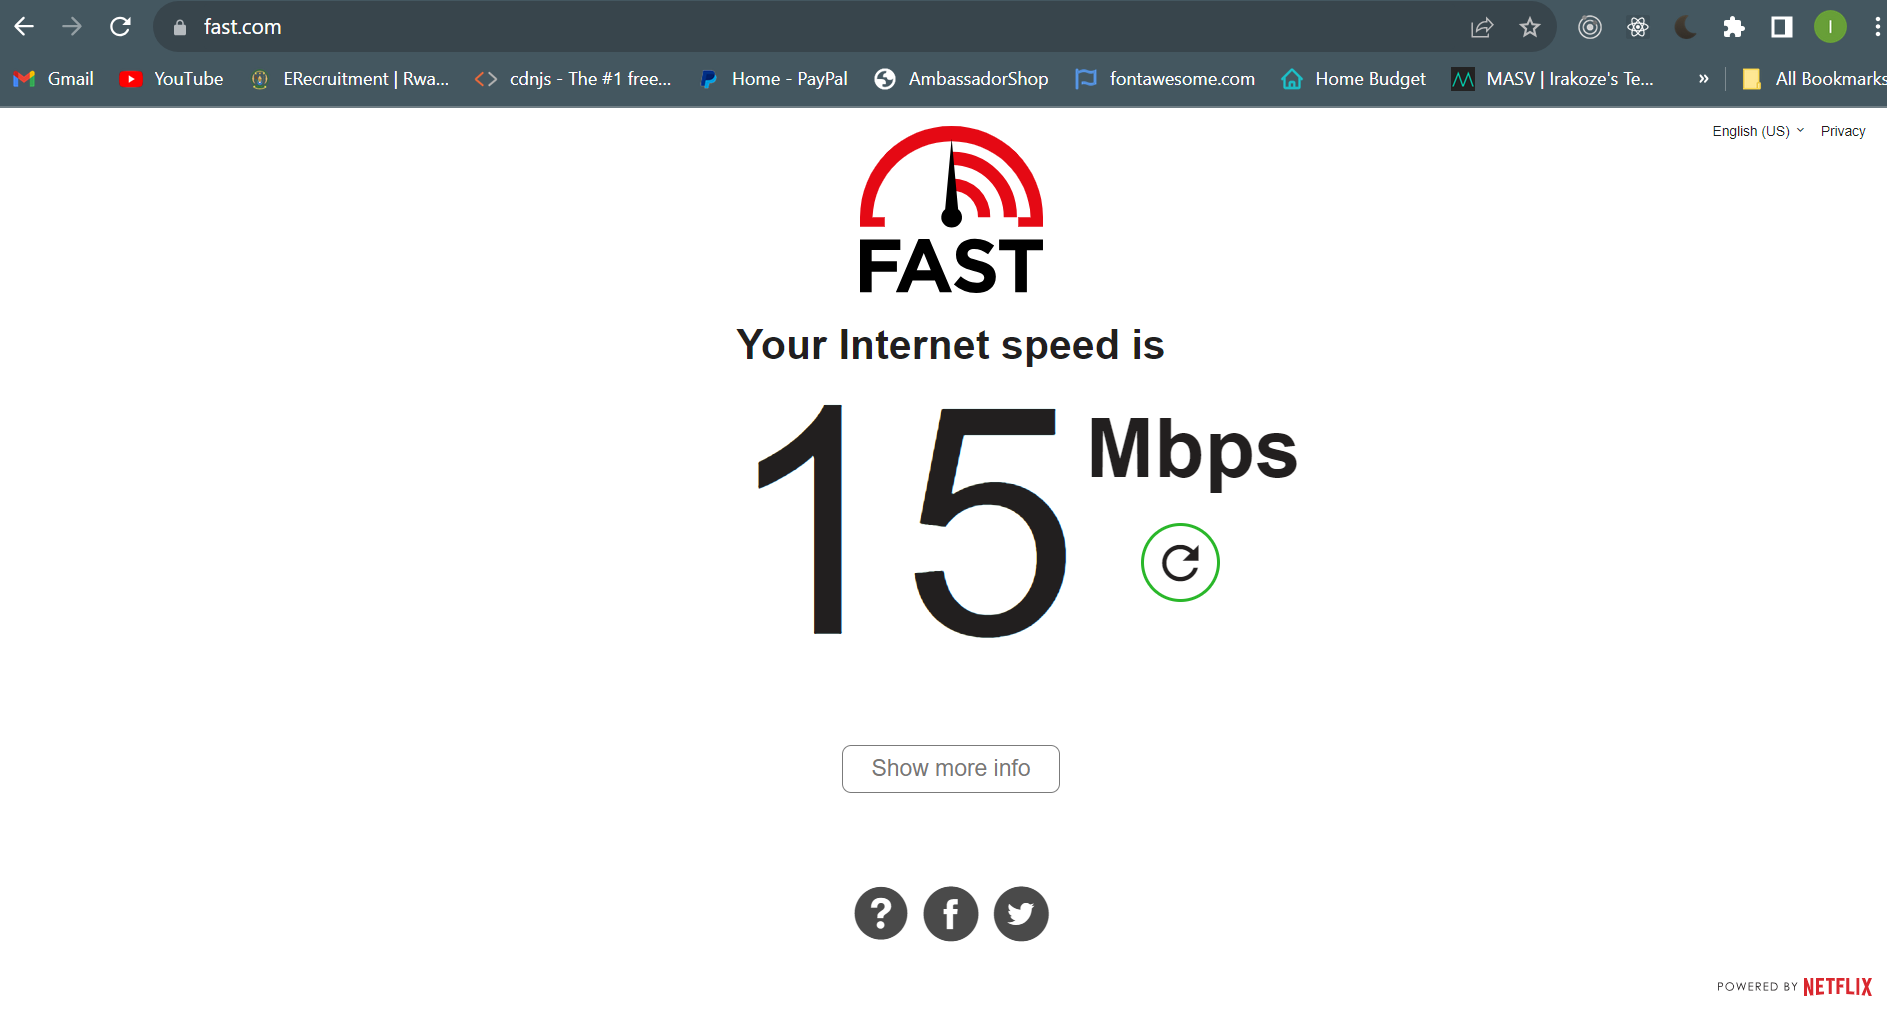 fast.com
I
Gmail YouTube ERecruitment | Rwa... cdnjs - The #1 free... Home - PayPal AmbassadorShop fontawesome.com Home Budget MASV | Irakoze's Te... » All Bookmarks
English (US) Privacy
FAST
Your Internet speed is
15 Mbps
Show more info
POWERED BY NETFLIX